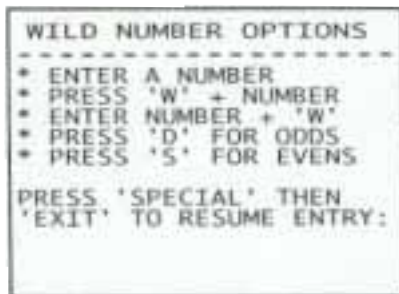 WILD NUMBER OPTIONS
- - - - - - - - - - - - - - - - - - -
* ENTER A NUMBER
* PRESS 'W' + NUMBER
* ENTER NUMBER + 'W'
* PRESS 'D' FOR ODDS
* PRESS 'S' FOR EVENS
PRESS 'SPECIAL' THEN
'EXIT' TO RESUME ENTRY: